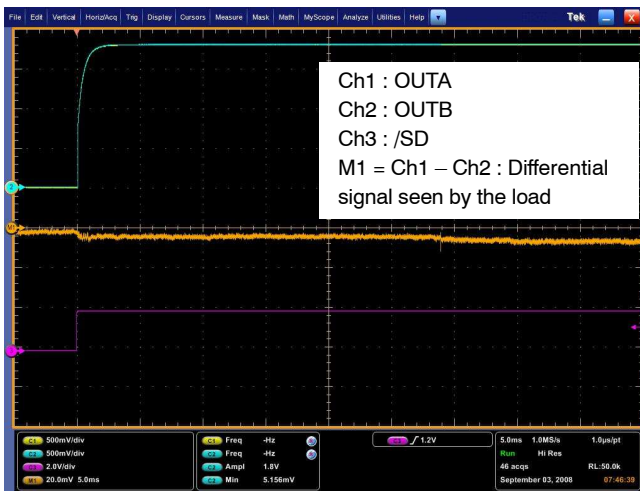 File Edit Vertical Horiz/Acq Trig Display Cursors Measure Mask Math MyScope Analyze Utilities Help Tek X
Ch1 : OUTA
Ch2 : OUTB
Ch3 : /SD
M1 = Ch1 – Ch2 : Differential
signal seen by the load
2
M1
3
C1 500mV/div
C2 500mV/div
C3 2.0V/div
M1 20.0mV 5.0ms
C1 Freq -Hz
C2 Freq -Hz
C2 Ampl 1.8V
C2 Min 5.156mV
C3 1.2V
5.0ms 1.0MS/s 1.0µs/pt
Run Hi Res
46 acqs RL:50.0k
September 03, 2008 07:46:39